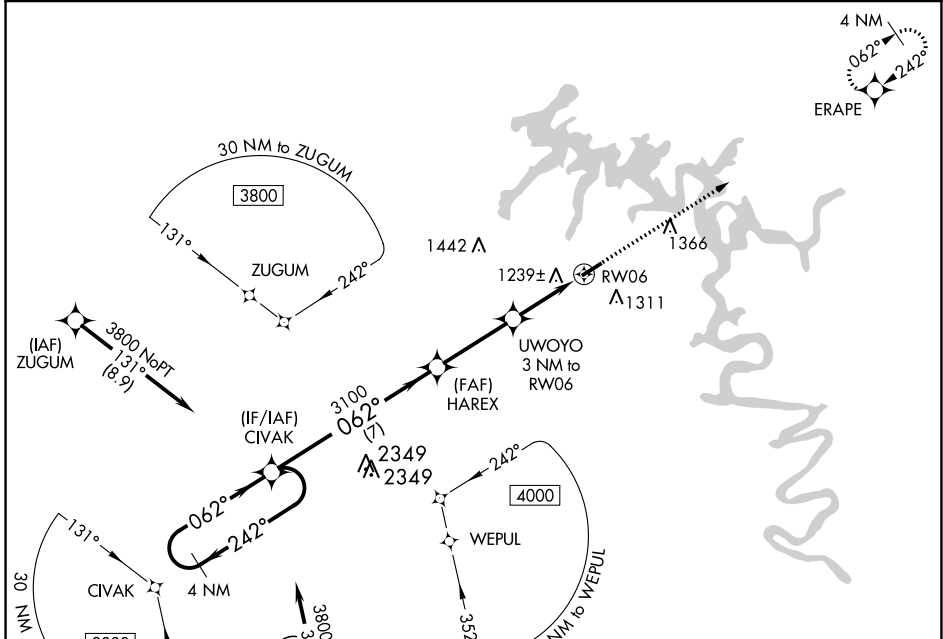 4 NM
062°
242°
ERAPE
30 NM to ZUGUM
3800
131°
242°
ZUGUM
1442
1366
1239±
RW06
1311
(IAF)
ZUGUM
3800 NoPT
131°
(8.9)
UWOYO
3 NM to
RW06
(FAF)
HAREX
3100
062°
(7)
(IF/IAF)
CIVAK
2349
2349
242°
4000
WEPUL
062°
242°
4 NM
131°
CIVAK
30 NM
3800
352°
NM to WEPUL